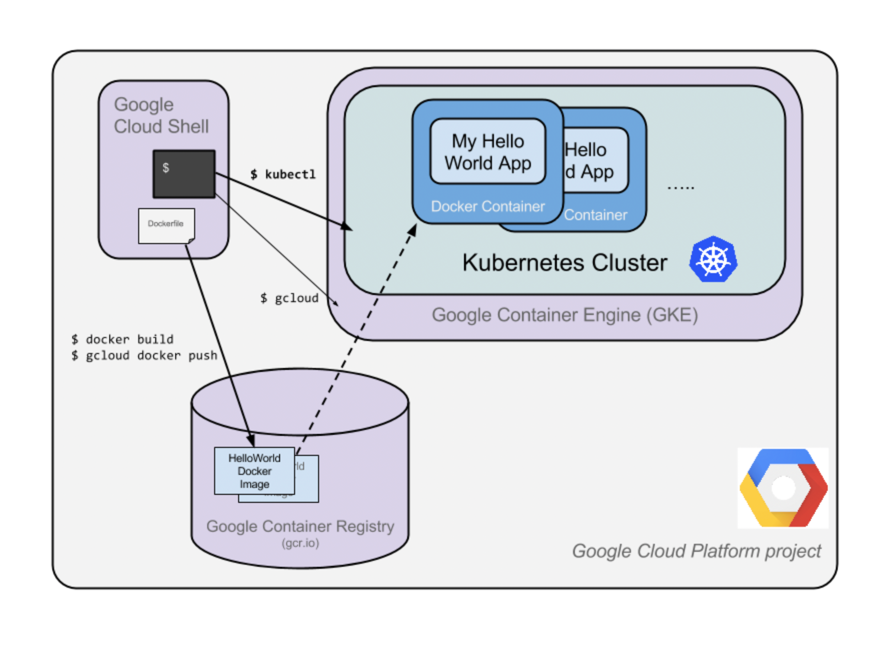 Google
Cloud Shell
$
Dockerfile
$ kubectl
$ gcloud
$ docker build
$ gcloud docker push
My Hello
World App
Docker Container
Hello
d App
Container
.....
Kubernetes Cluster
Google Container Engine (GKE)
HelloWorld
Docker
Image
Google Container Registry
(gcr.io)
Google Cloud Platform project